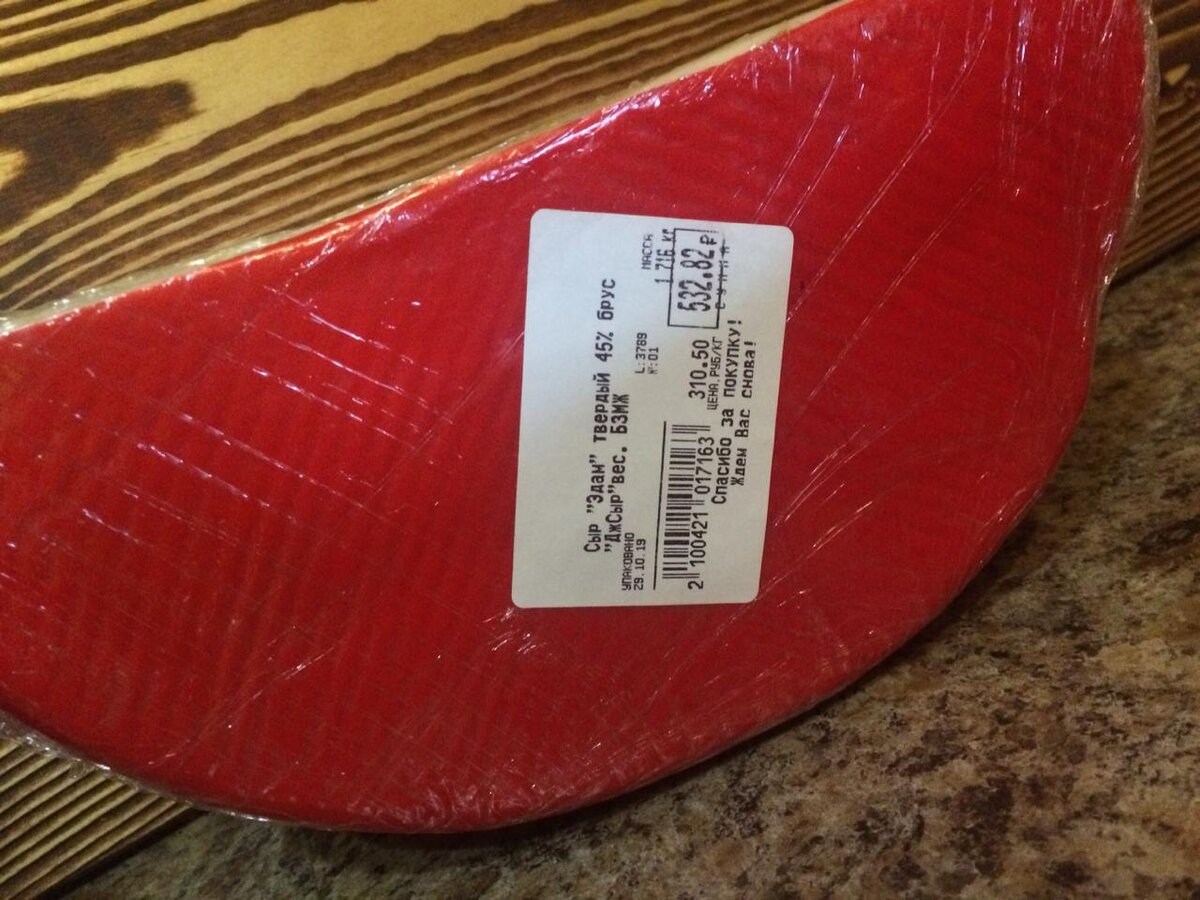 Сыр "Эдам" твердый 45% брус
"ДжСыр"вес. БЗМЖ
УПАКОВАНО
29.10.19
L:3789
№:01
МАССА
1.716 кг
2 100421 017163
310.50
ЦЕНА,РУБ/КГ
532.82₽
Сумма
Спасибо за покупку!
Ждем Вас снова!